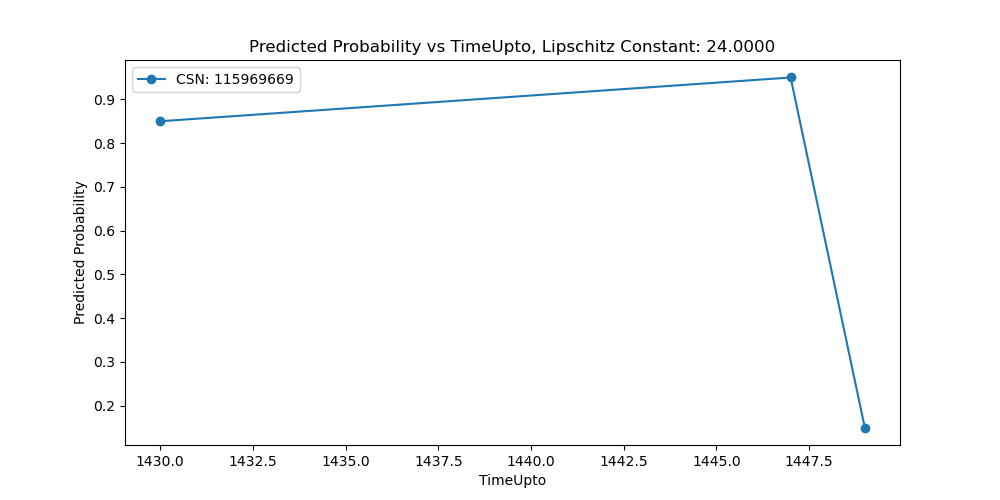 Predicted Probability vs TimeUpto, Lipschitz Constant: 24.0000
CSN: 115969669
Predicted Probability
0.9
0.8
0.7
0.6
0.5
0.4
0.3
0.2
1430.0 1432.5 1435.0 1437.5 1440.0 1442.5 1445.0 1447.5
TimeUpto